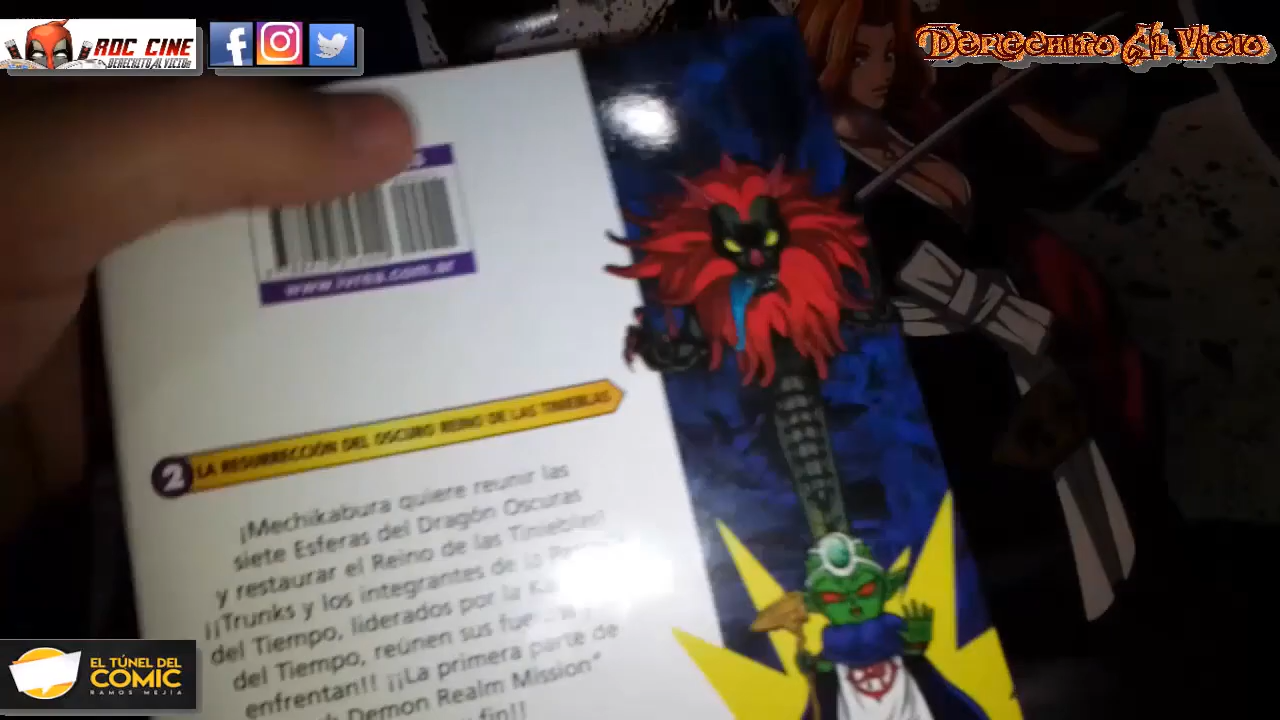 ROC CINE
DERECHITO AL VICIO
Derechito Al Vicio
www.ivrea.com.ar
2
LA RESURRECCIÓN DEL OSCURO REINO DE LAS TINIEBLAS
¡Mechikabura quiere reunir las
siete Esferas del Dragón Oscuras
y restaurar el Reino de las Tinieblas!
¡¡Trunks y los integrantes de la
del Tiempo, liderados por la
del Tiempo, reúnen sus
enfrentan!! ¡¡La primera parte de
Demon Realm Mission"
fin!!
EL TÚNEL DEL
COMIC
RAMOS MEJÍA